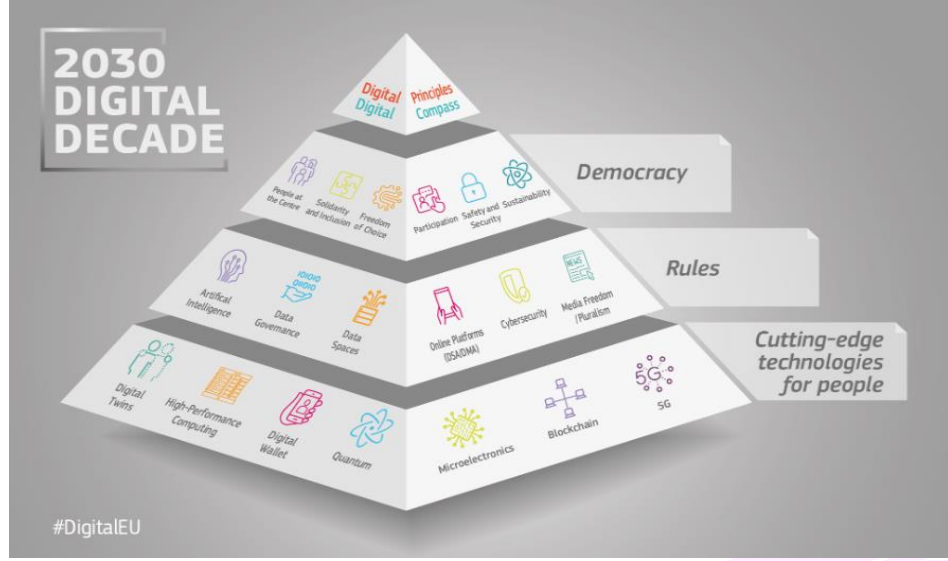 2030
DIGITAL
DECADE
Digital Principles
Digital Compass
People at
the Centre
Solidarity
and Inclusion
Freedom
of Choice
Participation
Safety and
Security
Sustainability
Democracy
Artifical
Intelligence
IOIOIO
OIIOIO
Data
Governance
Data
Spaces
Online Platforms
(DSA/DMA)
Cybersecurity
NEWS
Media Freedom
/Pluralism
Rules
Digital
Twins
High-Performance
Computing
Digital
Wallet
Quantum
Microelectronics
Blockchain
5G
5G
Cutting-edge
technologies
for people
#DigitalEU